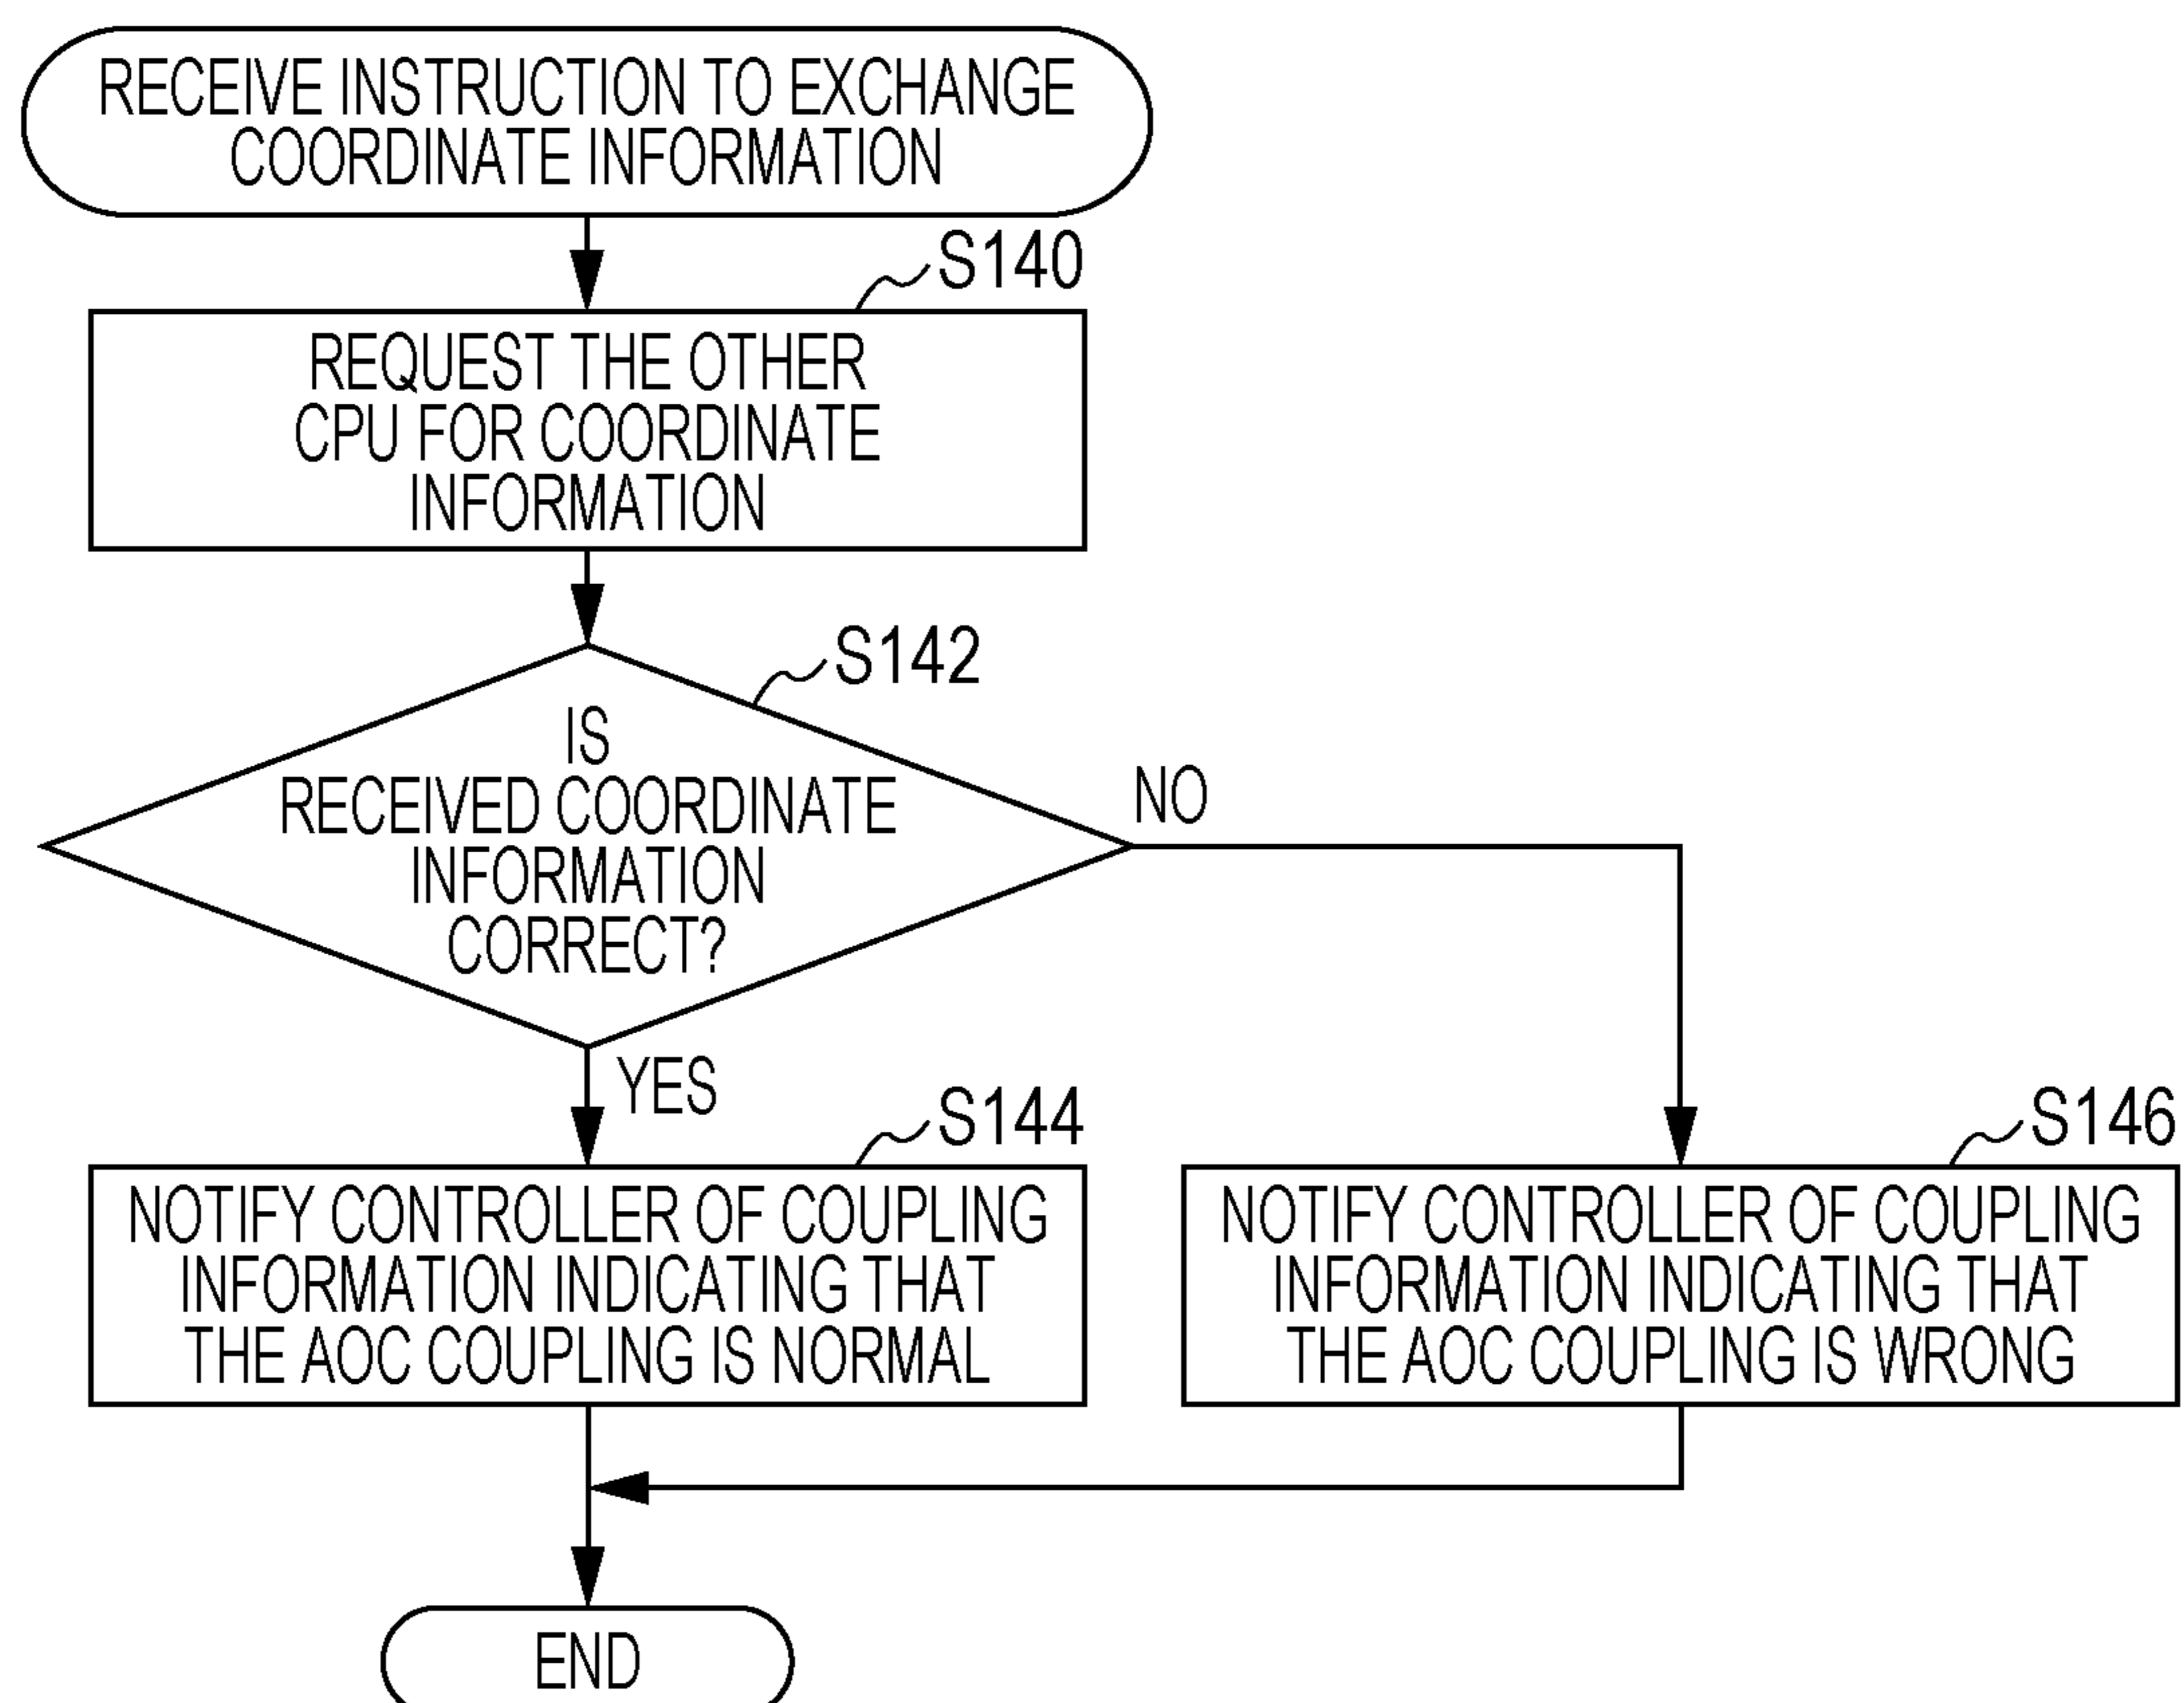 RECEIVE INSTRUCTION TO EXCHANGE
COORDINATE INFORMATION
S140
REQUEST THE OTHER
CPU FOR COORDINATE
INFORMATION
S142
IS
RECEIVED COORDINATE
INFORMATION
CORRECT?
NO
YES
S144
NOTIFY CONTROLLER OF COUPLING
INFORMATION INDICATING THAT
THE AOC COUPLING IS NORMAL
S146
NOTIFY CONTROLLER OF COUPLING
INFORMATION INDICATING THAT
THE AOC COUPLING IS WRONG
END